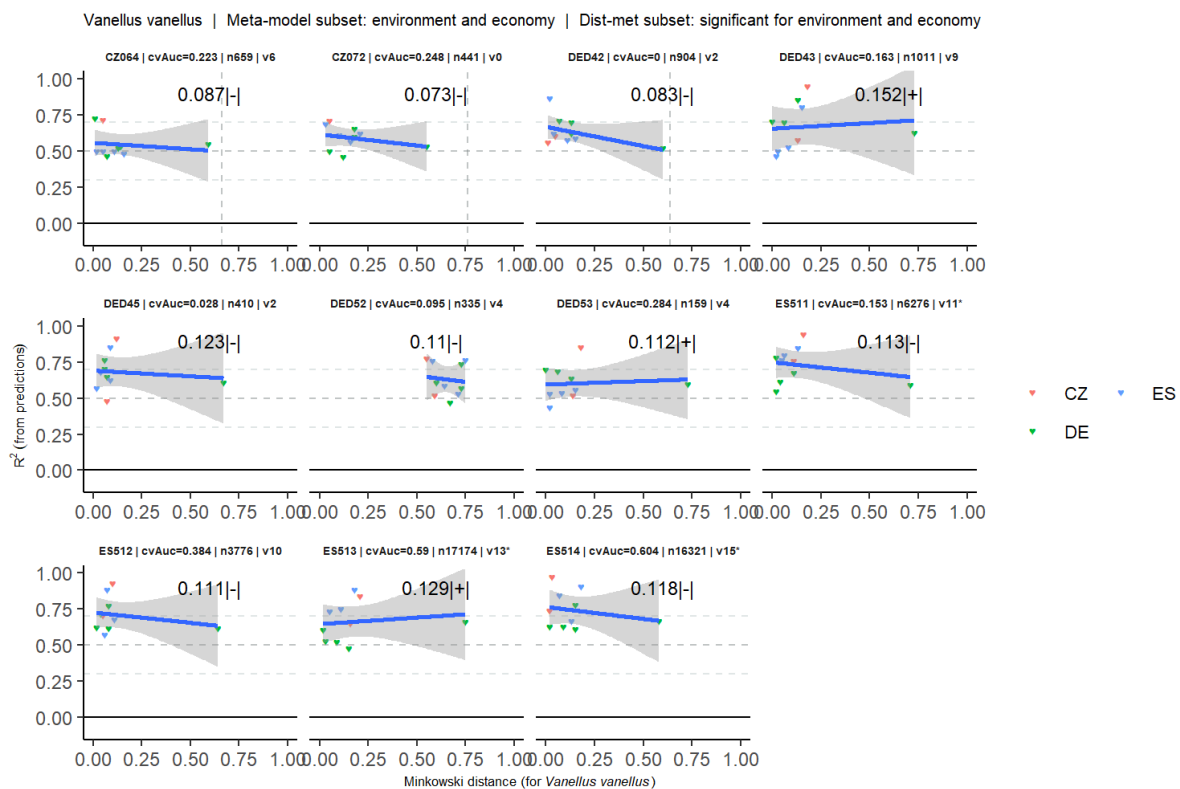 Vanellus vanellus | Meta-model subset: environment and economy | Dist-met subset: significant for environment and economy
CZ064 | cvAuc=0.223 | n659 | v6
CZ072 | cvAuc=0.248 | n441 | v0
DED42 | cvAuc=0 | n904 | v2
DED43 | cvAuc=0.163 | n1011 | v9
0.087|-|
0.073|-|
0.083|-|
0.152|+|
1.00
0.75
0.50
0.25
0.00
0.00 0.25 0.50 0.75 1.00
0.00 0.25 0.50 0.75 1.00
0.00 0.25 0.50 0.75 1.00
0.00 0.25 0.50 0.75 1.00
DED45 | cvAuc=0.028 | n410 | v2
DED52 | cvAuc=0.095 | n335 | v4
DED53 | cvAuc=0.284 | n159 | v4
ES511 | cvAuc=0.153 | n6276 | v11*
0.123|-|
0.11|-|
0.112|+|
0.113|-|
1.00
0.75
0.50
0.25
0.00
0.00 0.25 0.50 0.75 1.00
0.00 0.25 0.50 0.75 1.00
0.00 0.25 0.50 0.75 1.00
0.00 0.25 0.50 0.75 1.00
R² (from predictions)
CZ
ES
DE
ES512 | cvAuc=0.384 | n3776 | v10
ES513 | cvAuc=0.59 | n17174 | v13*
ES514 | cvAuc=0.604 | n16321 | v15*
0.111|-|
0.129|+|
0.118|-|
1.00
0.75
0.50
0.25
0.00
0.00 0.25 0.50 0.75 1.00
0.00 0.25 0.50 0.75 1.00
0.00 0.25 0.50 0.75 1.00
Minkowski distance (for Vanellus vanellus)